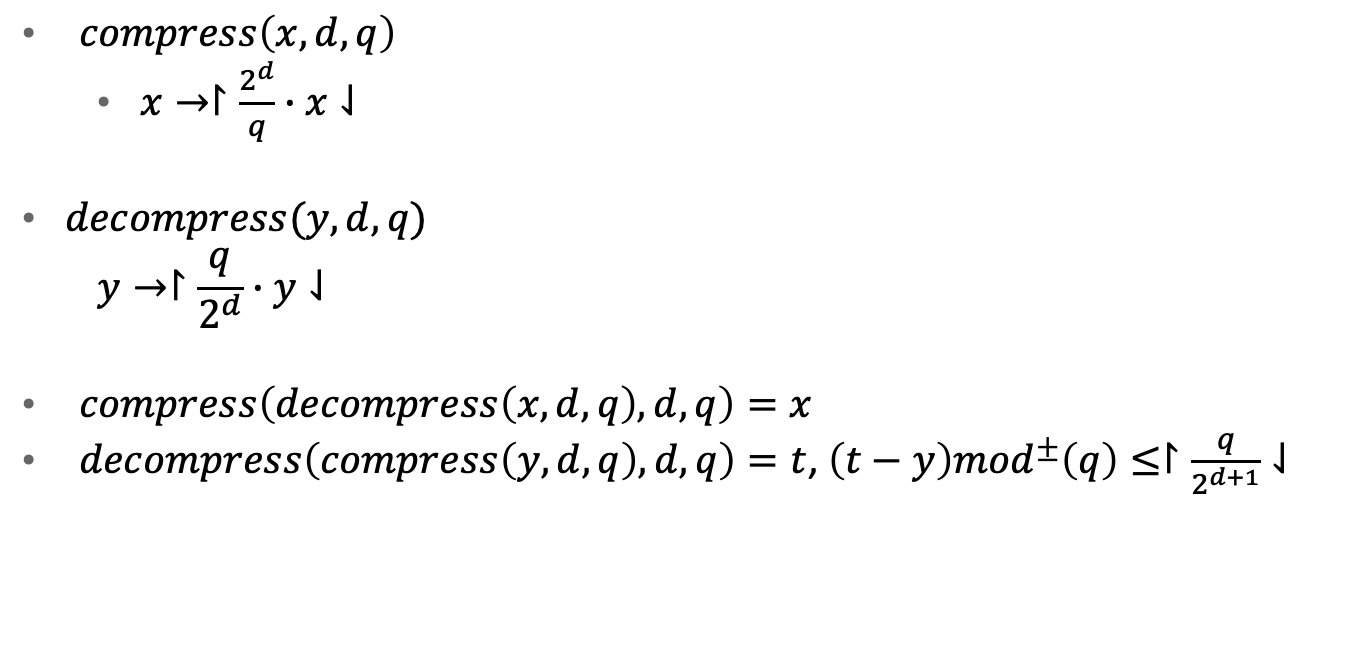 • compress(x, d, q)
• x →↾ 2^d/q · x ⇃
• decompress(y, d, q)
y →↾ q/2^d · y ⇃
• compress(decompress(x, d, q), d, q) = x
• decompress(compress(y, d, q), d, q) = t, (t − y)mod^±(q) ≤↾ q/2^(d+1) ⇃